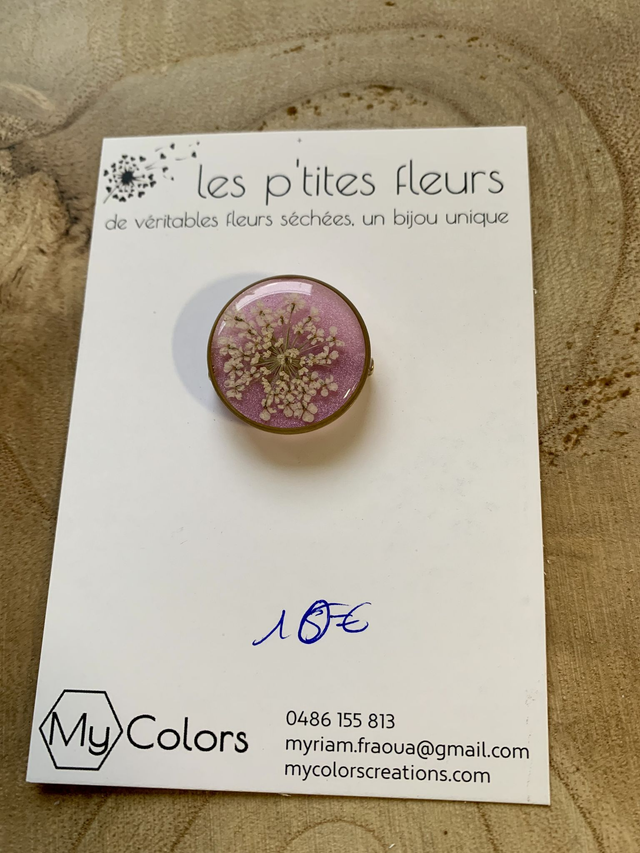 les p'tites fleurs
de véritables fleurs séchées, un bijou unique
My Colors
0486 155 813
myriam.fraoua@gmail.com
mycolorscreations.com